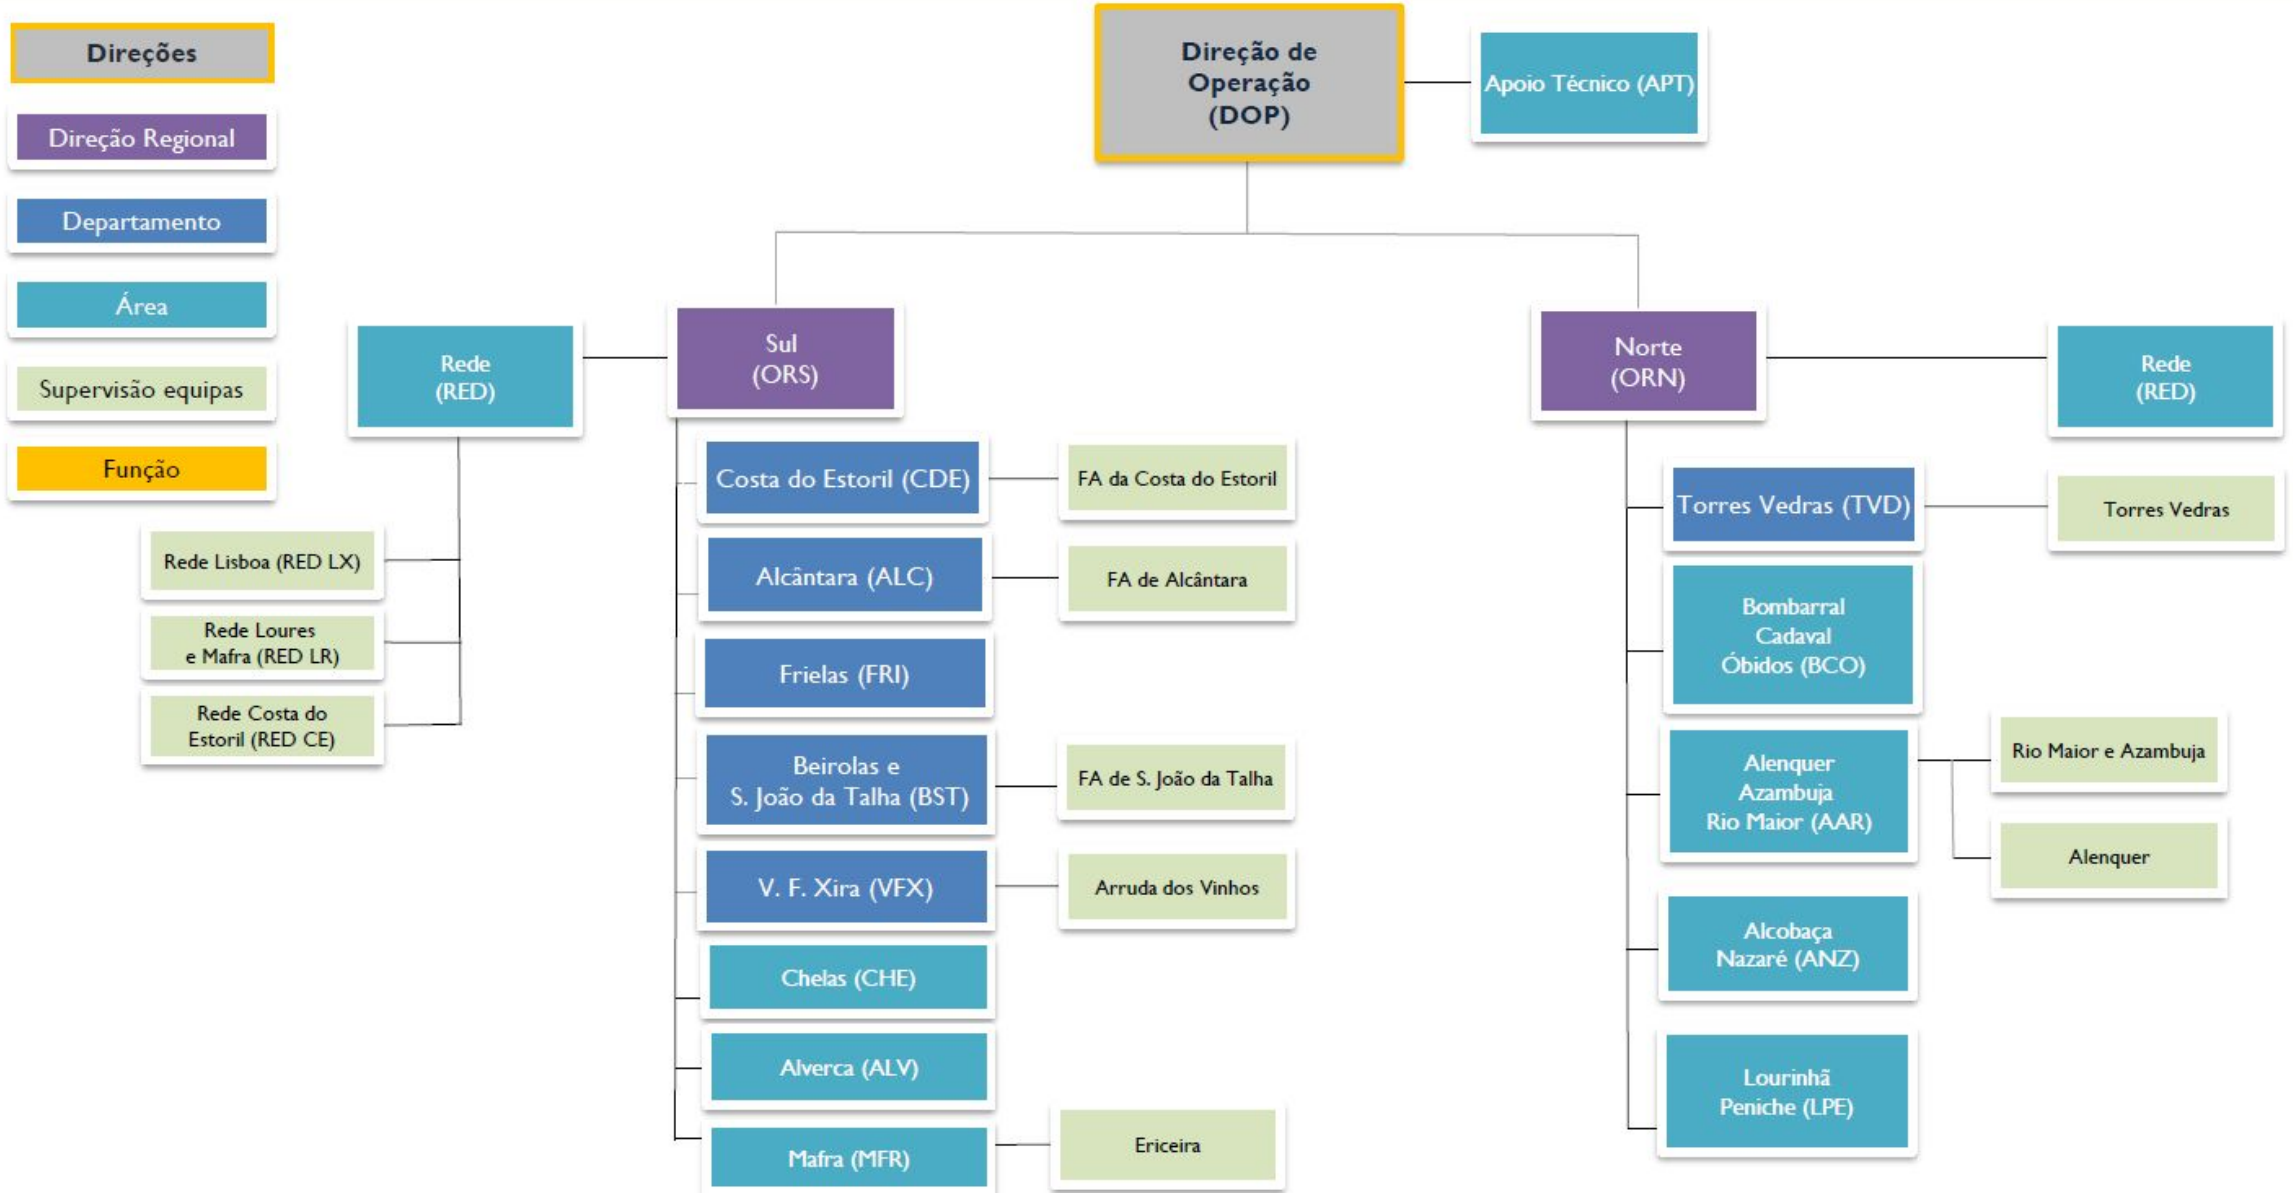 Direções
Direção Regional
Departamento
Área
Supervisão equipas
Função
Direção de
Operação
(DOP)
Apoio Técnico (APT)
Rede
(RED)
Sul
(ORS)
Norte
(ORN)
Rede
(RED)
Rede Lisboa (RED LX)
Rede Loures
e Mafra (RED LR)
Rede Costa do
Estoril (RED CE)
Costa do Estoril (CDE)
FA da Costa do Estoril
Alcântara (ALC)
FA de Alcântara
Frielas (FRI)
Beirolas e
S. João da Talha (BST)
FA de S. João da Talha
V. F. Xira (VFX)
Arruda dos Vinhos
Chelas (CHE)
Alverca (ALV)
Mafra (MFR)
Ericeira
Torres Vedras (TVD)
Torres Vedras
Bombarral
Cadaval
Óbidos (BCO)
Alenquer
Azambuja
Rio Maior (AAR)
Rio Maior e Azambuja
Alenquer
Alcobaça
Nazaré (ANZ)
Lourinhã
Peniche (LPE)